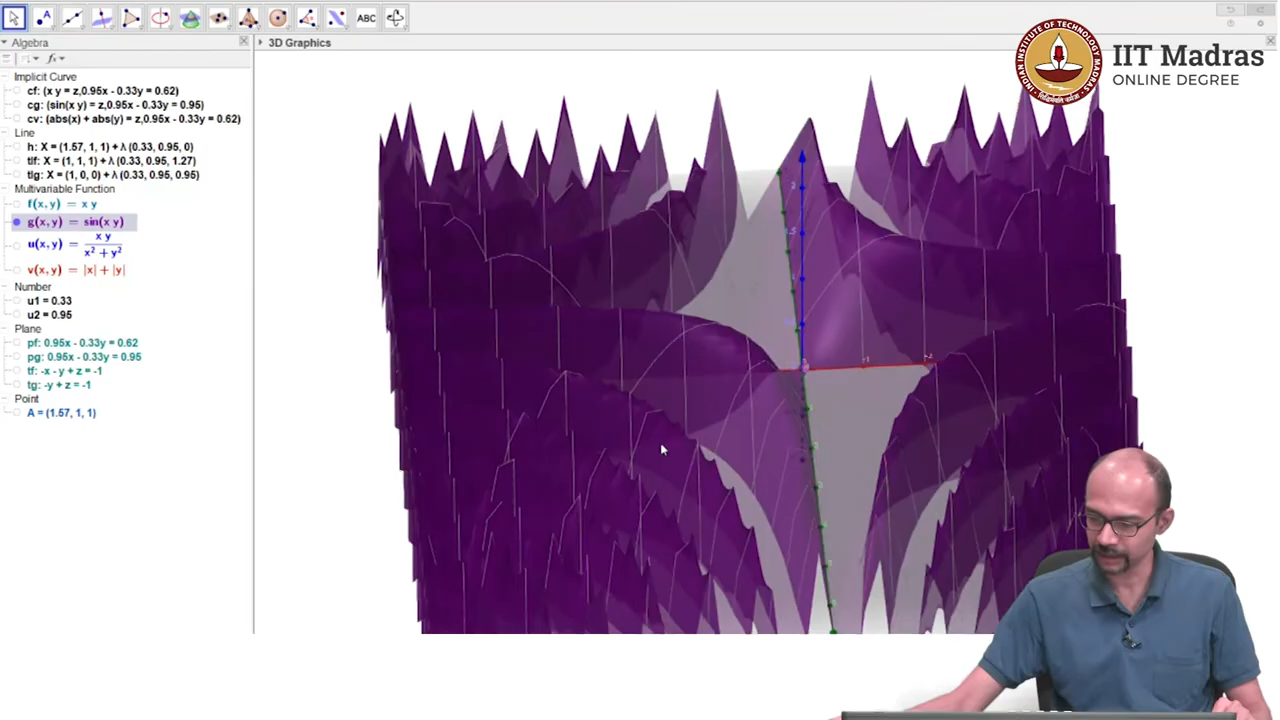 ABC
Algebra
3D Graphics
IIT Madras
ONLINE DEGREE
INDIAN INSTITUTE OF TECHNOLOGY MADRAS
Implicit Curve
cf: (x y = z,0.95x - 0.33y = 0.62)
cg: (sin(x y) = z,0.95x - 0.33y = 0.95)
cv: (abs(x) + abs(y) = z,0.95x - 0.33y = 0.62)
Line
h: X = (1.57, 1, 1) + λ (0.33, 0.95, 0)
tlf: X = (1, 1, 1) + λ (0.33, 0.95, 1.27)
tlg: X = (1, 0, 0) + λ (0.33, 0.95, 0.95)
Multivariable Function
f(x, y) = x y
g(x, y) = sin(x y)
u(x, y) = x y / x² + y²
v(x, y) = |x| + |y|
Number
u1 = 0.33
u2 = 0.95
Plane
pf: 0.95x - 0.33y = 0.62
pg: 0.95x - 0.33y = 0.95
tf: -x - y + z = -1
tg: -y + z = -1
Point
A = (1.57, 1, 1)